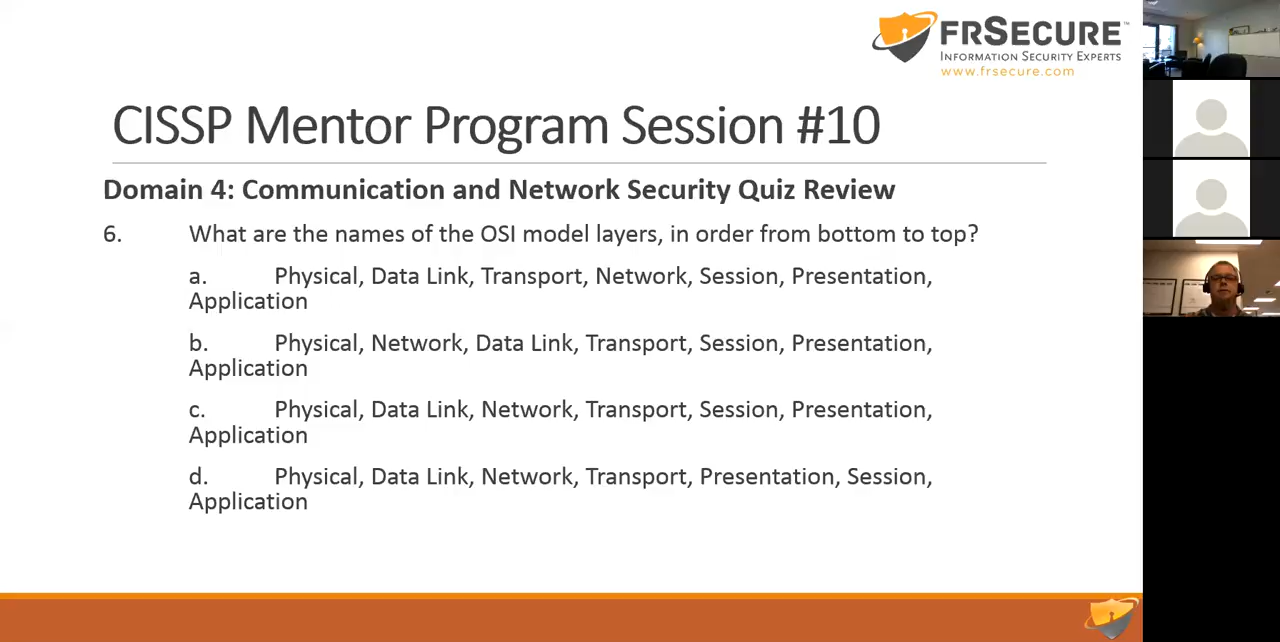 FRSECURE™
INFORMATION SECURITY EXPERTS
www.frsecure.com
CISSP Mentor Program Session #10
Domain 4: Communication and Network Security Quiz Review
6. What are the names of the OSI model layers, in order from bottom to top?
a. Physical, Data Link, Transport, Network, Session, Presentation,
Application
b. Physical, Network, Data Link, Transport, Session, Presentation,
Application
c. Physical, Data Link, Network, Transport, Session, Presentation,
Application
d. Physical, Data Link, Network, Transport, Presentation, Session,
Application